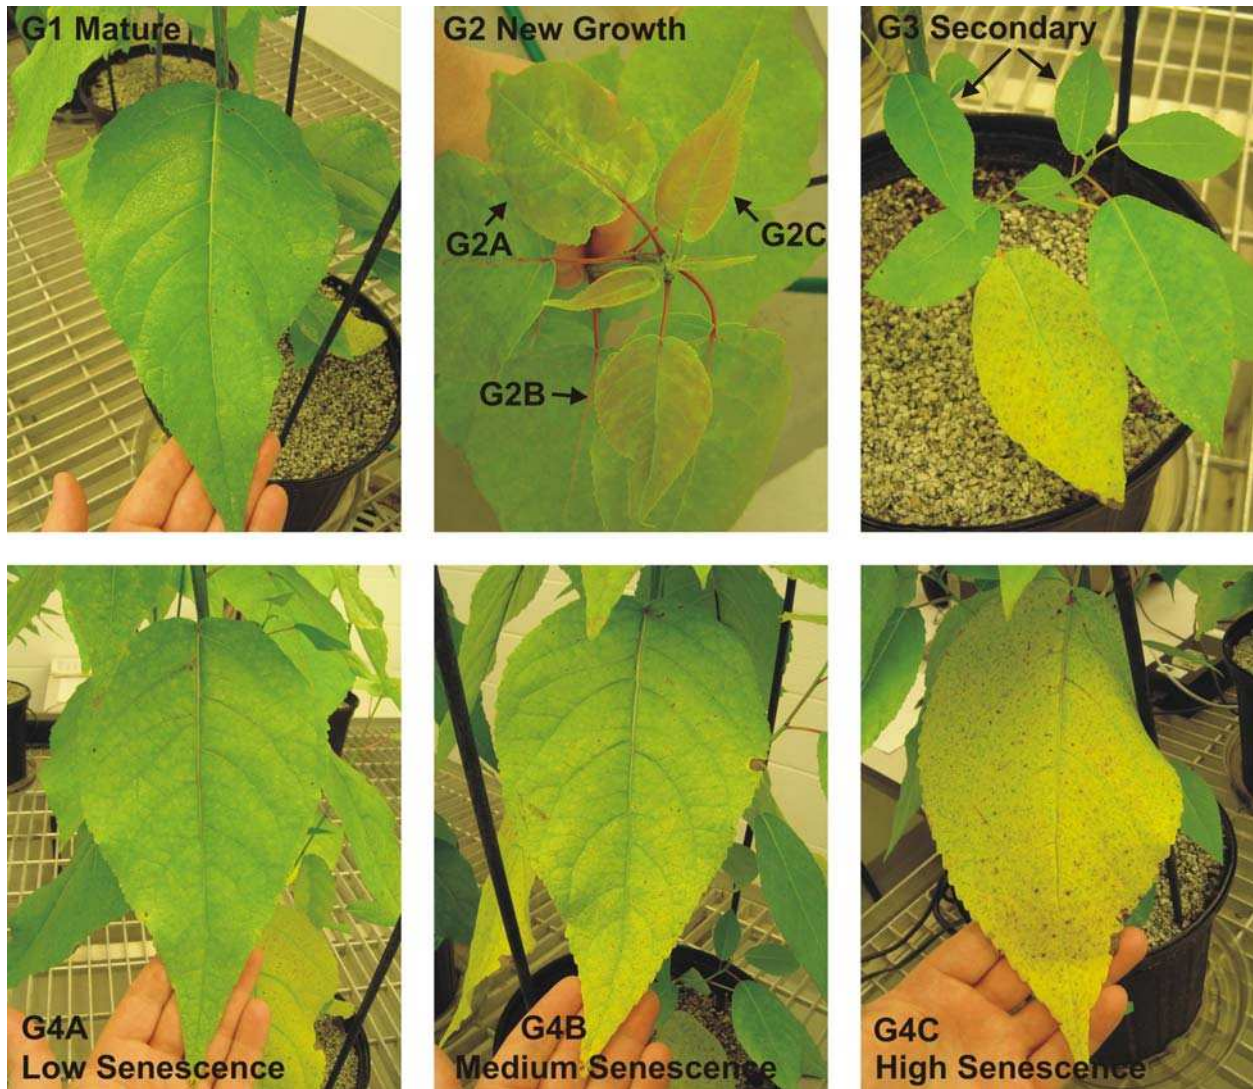 G1 Mature
G2 New Growth
G2A
G2C
G2B
G3 Secondary
G4A
Low Senescence
G4B
Medium Senescence
G4C
High Senescence